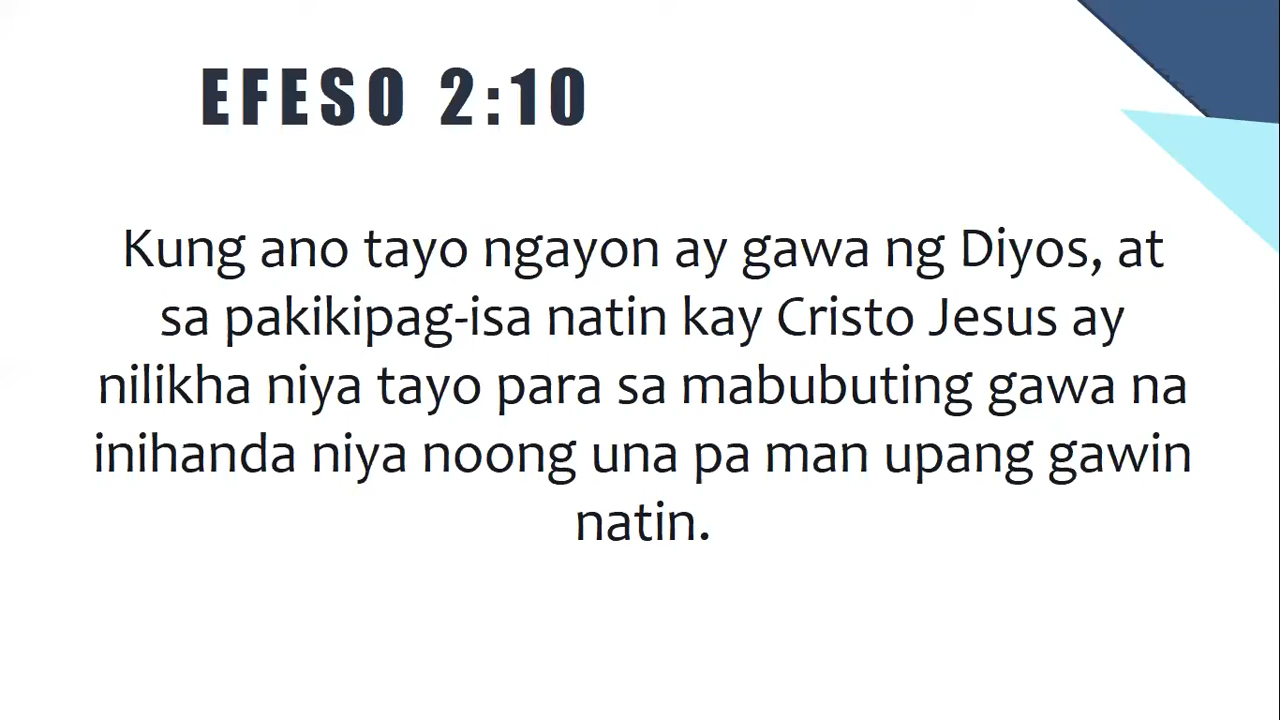 EFESO 2:10
Kung ano tayo ngayon ay gawa ng Diyos, at
sa pakikipag-isa natin kay Cristo Jesus ay
nilikha niya tayo para sa mabubuting gawa na
inihanda niya noong una pa man upang gawin
natin.